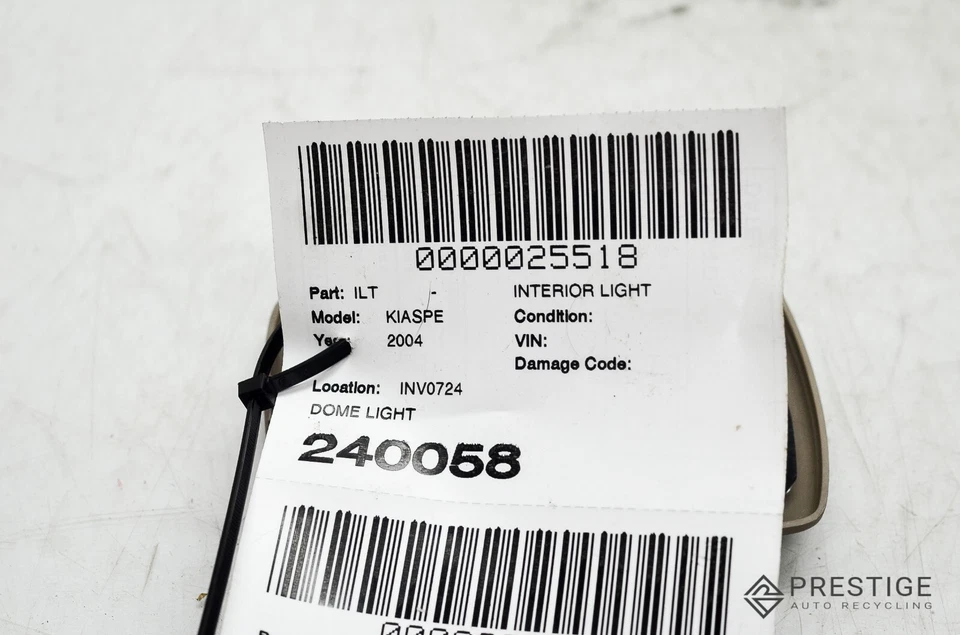 0000025518
Part: ILT - INTERIOR LIGHT
Model: KIASPE Condition:
Year: 2004 VIN:
Damage Code:
Location: INV0724
DOME LIGHT
240058
PRESTIGE
AUTO RECYCLING